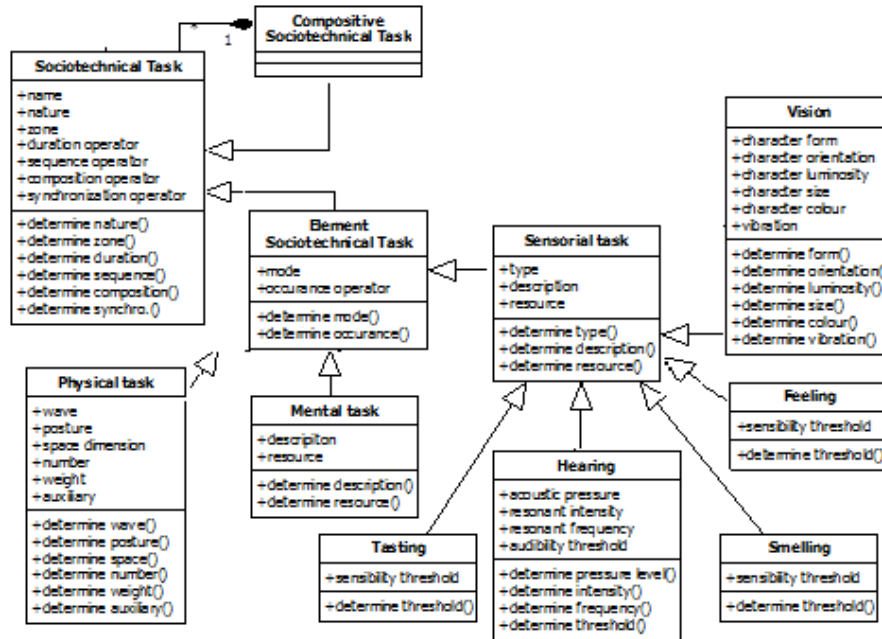 Compositive
Sociotechnical Task
*
1
Sociotechnical Task
+name
+nature
+zone
+duration operator
+sequence operator
+composition operator
+synchronization operator
+determine nature()
+determine zone()
+determine duration()
+determine sequence()
+determine composition()
+determine synchro.()
Element
Sociotechnical Task
+mode
+occurance operator
+determine mode()
+determine occurance()
Sensorial task
+type
+description
+resource
+determine type()
+determine description()
+determine resource()
Vision
+character form
+character orientation
+character luminosity
+character size
+character colour
+vibration
+determine form()
+determine orientation()
+determine luminosity()
+determine size()
+determine colour()
+determine vibration()
Physical task
+wave
+posture
+space dimension
+number
+weight
+auxiliary
+determine wave()
+determine posture()
+determine space()
+determine number()
+determine weight()
+determine auxiliary()
Mental task
+descripiton
+resource
+determine description()
+determine resource()
Feeling
+sensibility threshold
+determine threshold()
Tasting
+sensibility threshold
+determine threshold()
Hearing
+acoustic pressure
+resonant intensity
+resonant frequency
+audibility threshold
+determine pressure level()
+determine intensity()
+determine frequency()
+determine threshold()
Smelling
+sensibility threshold
+determine threshold()